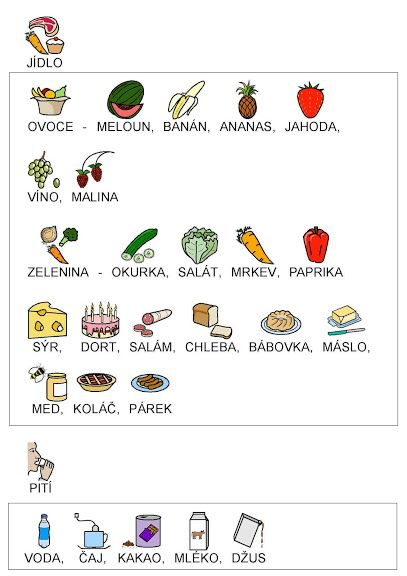 JÍDLO
OVOCE - MELOUN, BANÁN, ANANAS, JAHODA,
VÍNO, MALINA
ZELENINA - OKURKA, SALÁT, MRKEV, PAPRIKA
SÝR, DORT, SALÁM, CHLEBA, BÁBOVKA, MÁSLO,
MED, KOLÁČ, PÁREK
PITÍ
VODA, ČAJ, KAKAO, MLÉKO, DŽUS